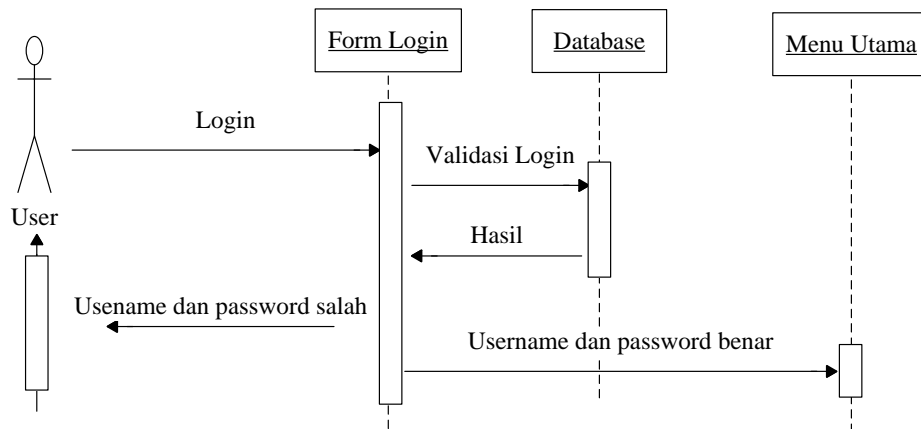 Form Login
Database
Menu Utama
Login
Validasi Login
User
Hasil
Usename dan password salah
Username dan password benar